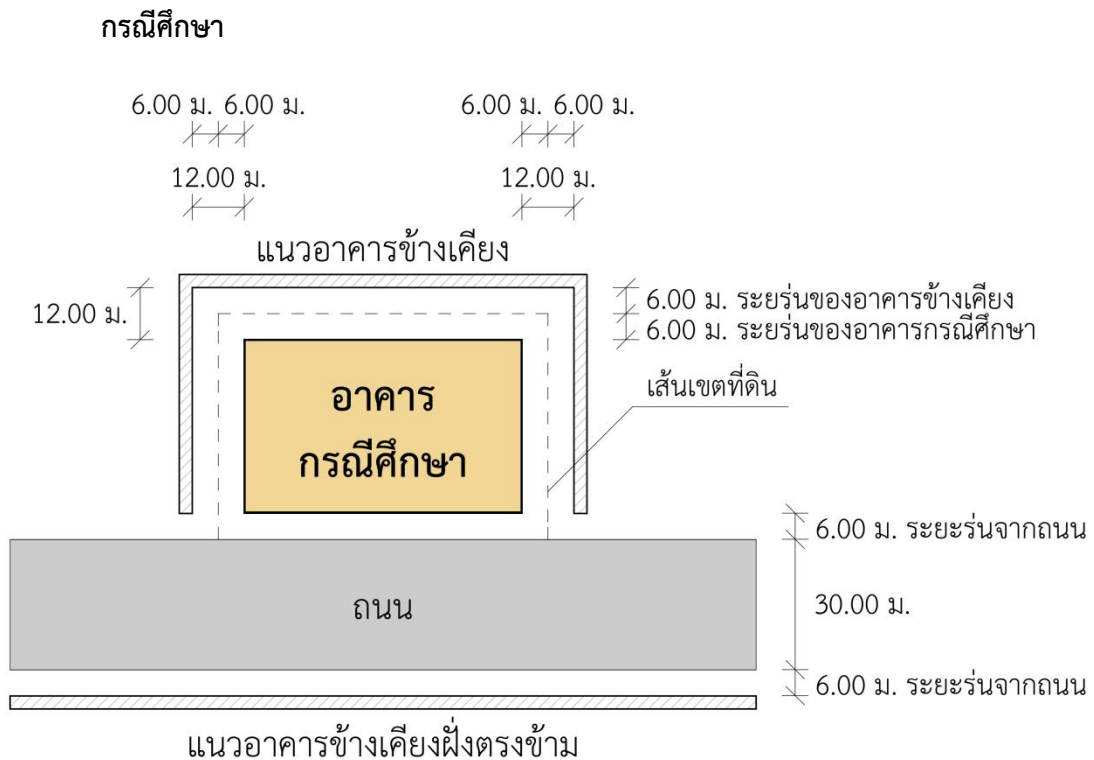 กรณีศึกษา
6.00 ม. 6.00 ม.
6.00 ม. 6.00 ม.
12.00 ม.
12.00 ม.
แนวอาคารข้างเคียง
12.00 ม.
6.00 ม. ระยร่นของอาคารข้างเคียง
6.00 ม. ระยร่นของอาคารกรณีศึกษา
เส้นเขตที่ดิน
อาคาร
กรณีศึกษา
6.00 ม. ระยะร่นจากถนน
ถนน
30.00 ม.
6.00 ม. ระยะร่นจากถนน
แนวอาคารข้างเคียงฝั่งตรงข้าม